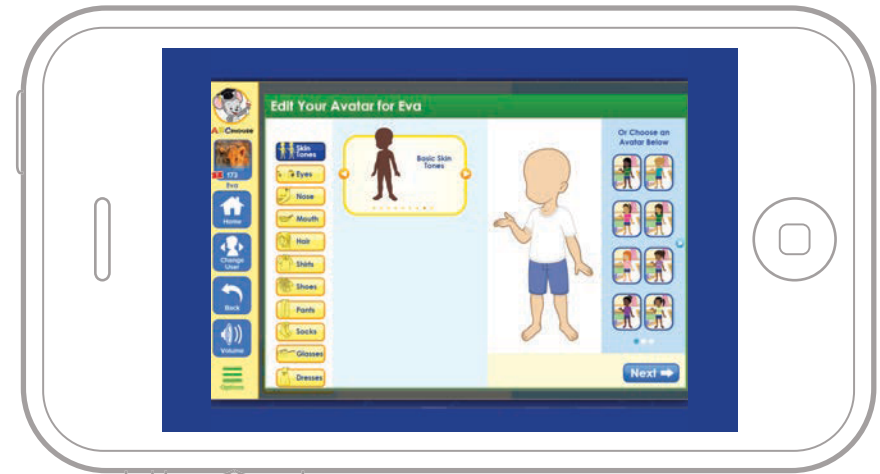 Edit Your Avatar for Eva
ABCmouse
173
Eva
Home
Change
User
Back
Volume
Options
Skin
Tones
Eyes
Nose
Mouth
Hair
Shirts
Shoes
Pants
Socks
Glasses
Dresses
Basic Skin
Tones
Or Choose an
Avatar Below
Next